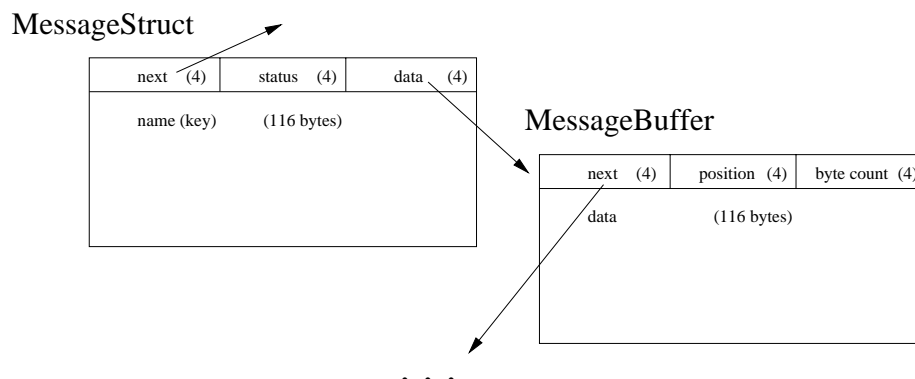 MessageStruct
next (4) status (4) data (4)
name (key) (116 bytes)
MessageBuffer
next (4) position (4) byte count (4)
data (116 bytes)
. . .